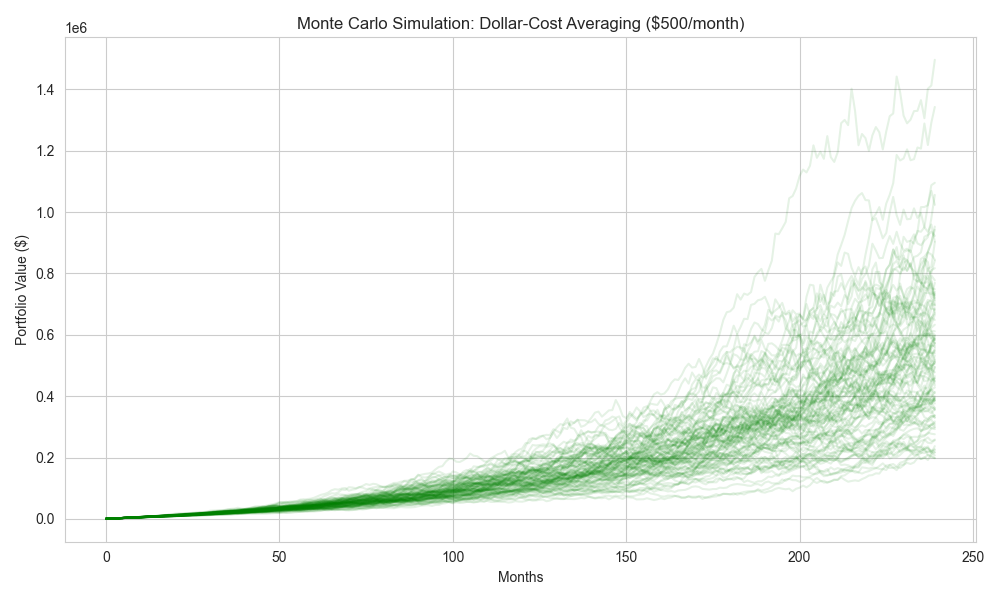 Monte Carlo Simulation: Dollar-Cost Averaging ($500/month)
1e6
1.4
1.2
1.0
0.8
0.6
0.4
0.2
0.0
Portfolio Value ($)
0 50 100 150 200 250
Months